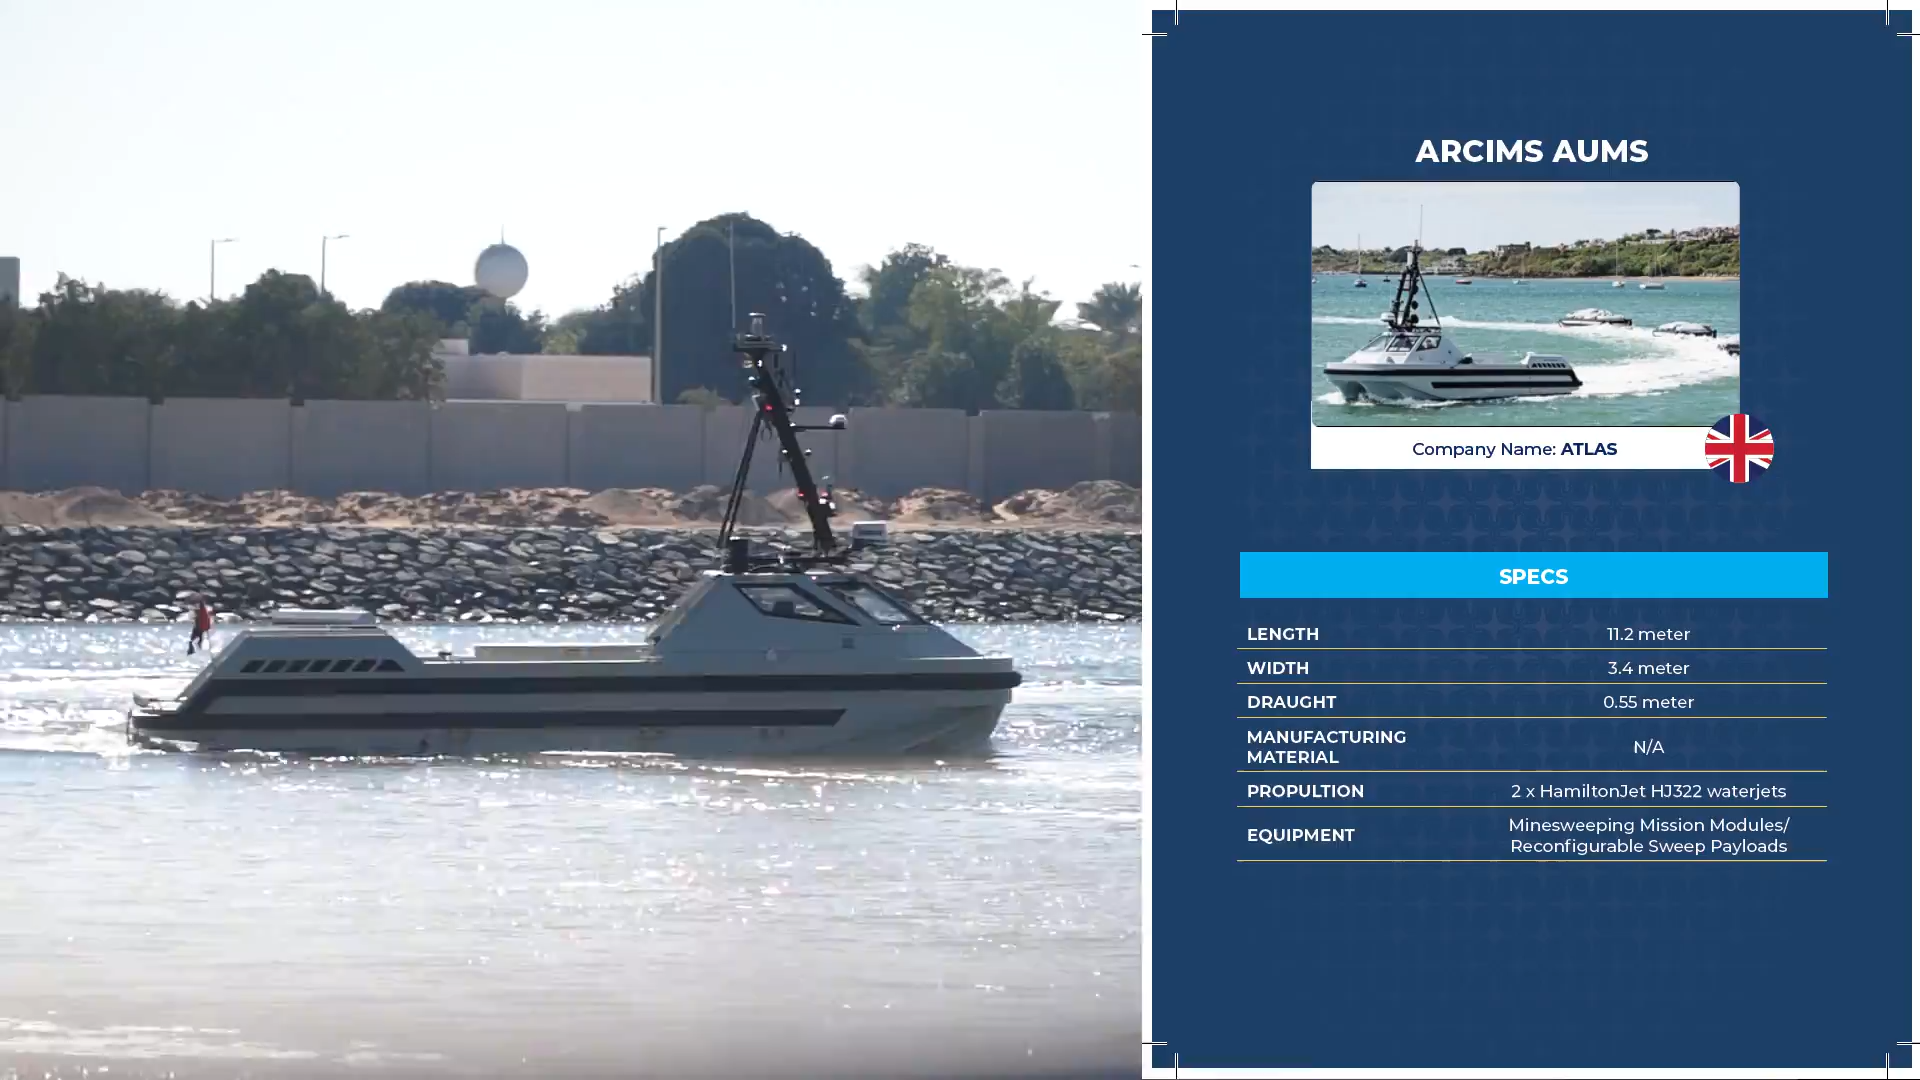 ARCIMS AUMS
Company Name: ATLAS
SPECS
LENGTH 11.2 meter
WIDTH 3.4 meter
DRAUGHT 0.55 meter
MANUFACTURING
MATERIAL
N/A
PROPULTION 2 x HamiltonJet HJ322 waterjets
EQUIPMENT
Minesweeping Mission Modules/
Reconfigurable Sweep Payloads